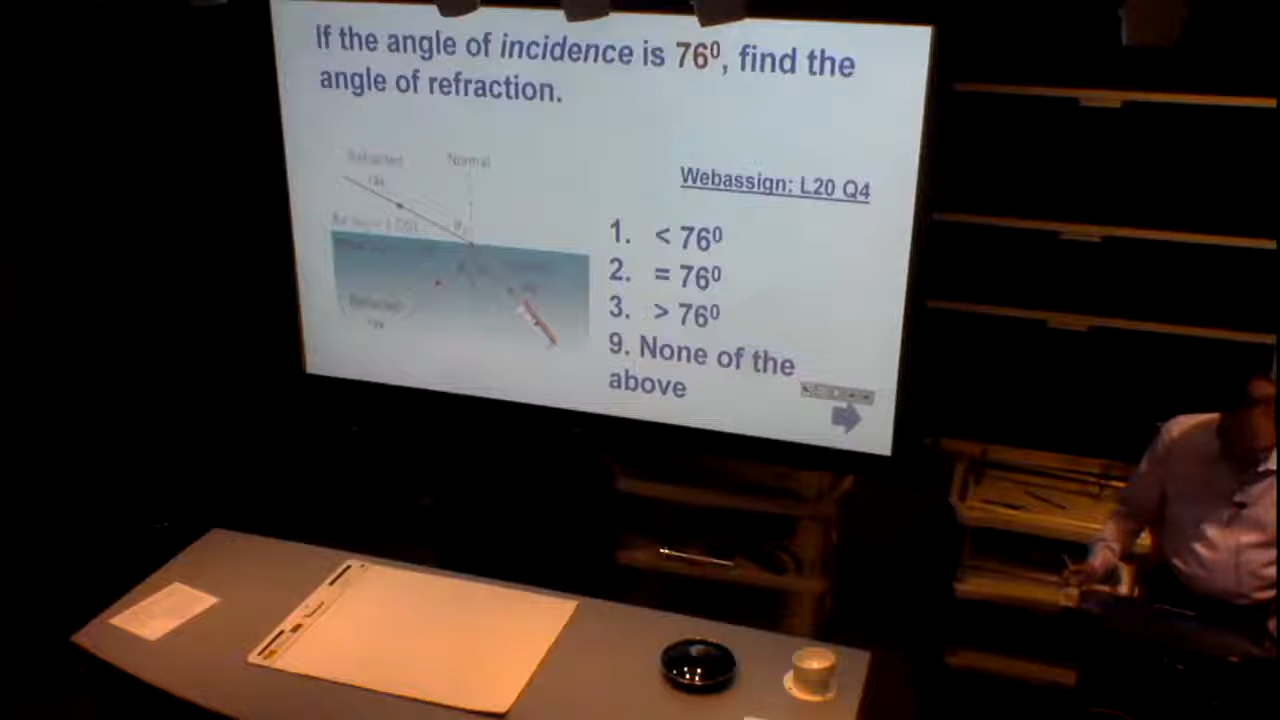 If the angle of incidence is 76⁰, find the
angle of refraction.
Refracted Normal
Webassign; L20 Q4
1. < 76⁰
2. = 76⁰
3. > 76⁰
9. None of the
above